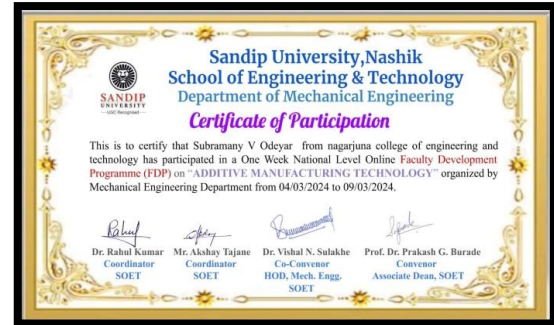 Sandip University,Nashik
School of Engineering & Technology
Department of Mechanical Engineering
SANDIP
UNIVERSITY
UGC Recognised
Certificate of Participation
This is to certify that Subramany V Odeyar from nagarjuna college of engineering and
technology has participated in a One Week National Level Online Faculty Development
Programme (FDP) on “ADDITIVE MANUFACTURING TECHNOLOGY” organized by
Mechanical Engineering Department from 04/03/2024 to 09/03/2024.
Rahul
Dr. Rahul Kumar Mr. Akshay Tajane Dr. Vishal N. Sulakhe Prof. Dr. Prakash G. Burade
Coordinator Coordinator Co-Convenor Convenor
SOET SOET HOD, Mech. Engg. Associate Dean, SOET
SOET